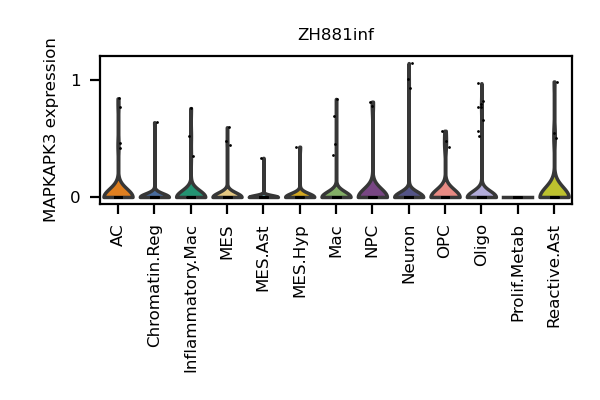 ZH881inf
MAPKAPK3 expression
1
0
AC
Chromatin.Reg
Inflammatory.Mac
MES
MES.Ast
MES.Hyp
Mac
NPC
Neuron
OPC
Oligo
Prolif.Metab
Reactive.Ast